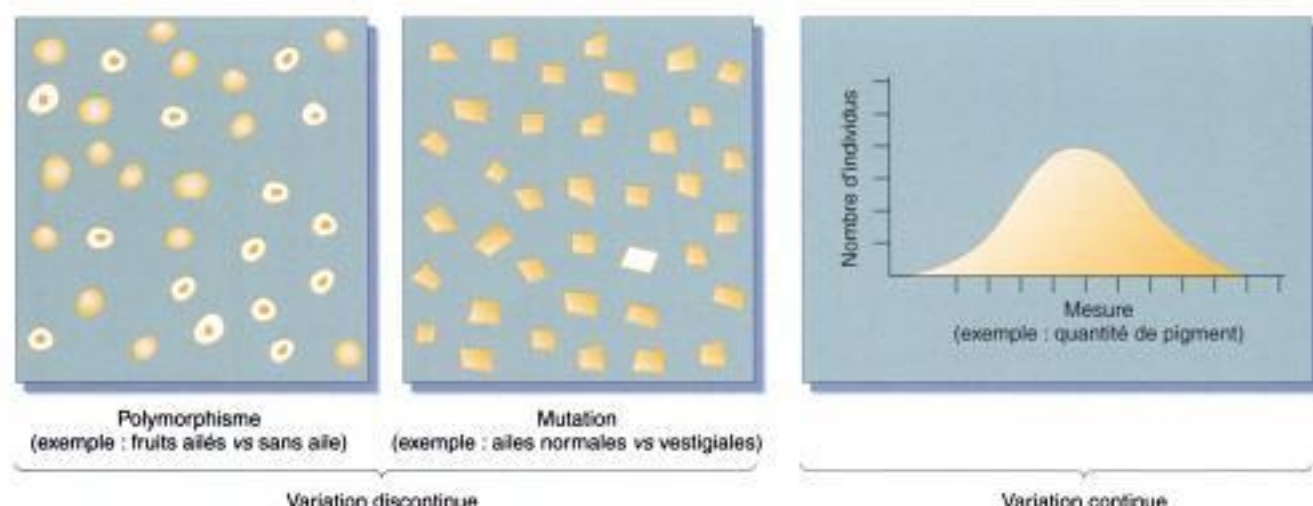 Nombre d'individus
Mesure
(exemple : quantité de pigment)
Polymorphisme
(exemple : fruits ailés vs sans aile)
Mutation
(exemple : ailes normales vs vestigiales)
Variation discontinue
Variation continue